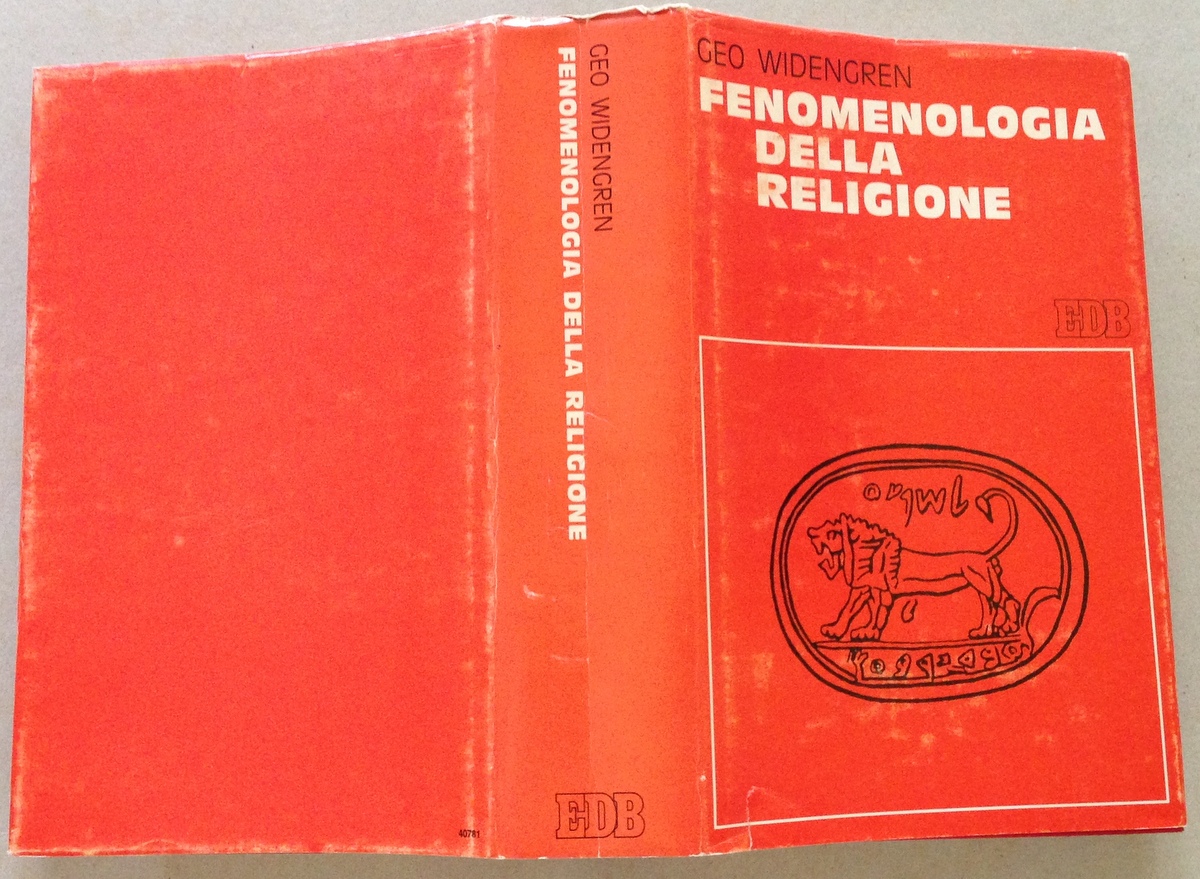 GEO WIDENGREN
FENOMENOLOGIA DELLA RELIGIONE
EDB
40781
GEO WIDENGREN
FENOMENOLOGIA
DELLA
RELIGIONE
EDB